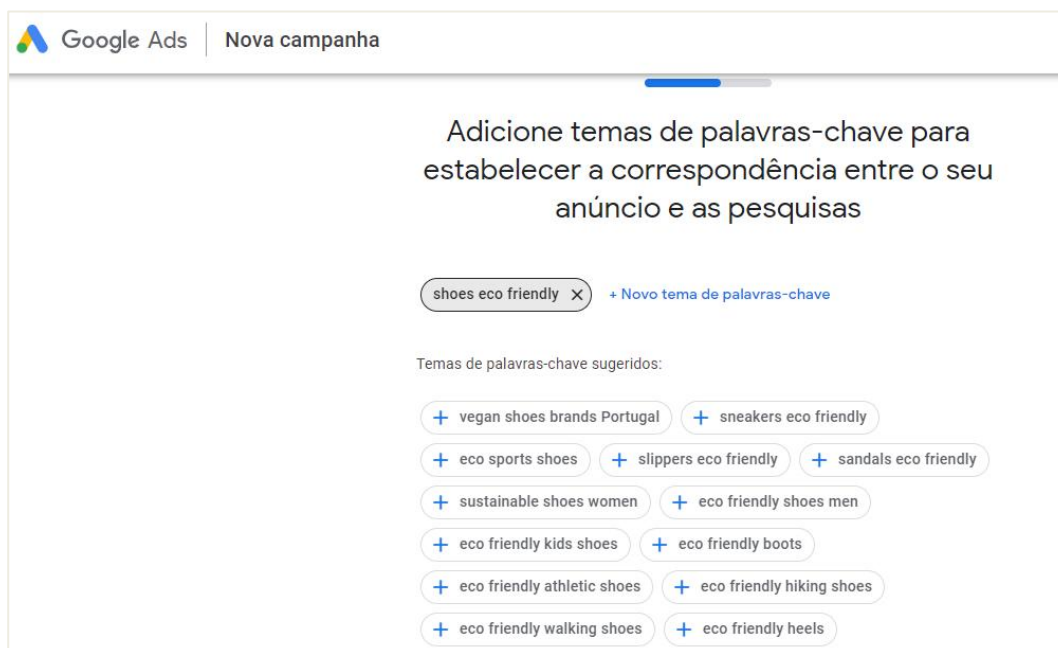 Google Ads Nova campanha
Adicione temas de palavras-chave para
estabelecer a correspondência entre o seu
anúncio e as pesquisas
shoes eco friendly × + Novo tema de palavras-chave
Temas de palavras-chave sugeridos:
+ vegan shoes brands Portugal + sneakers eco friendly
+ eco sports shoes + slippers eco friendly + sandals eco friendly
+ sustainable shoes women + eco friendly shoes men
+ eco friendly kids shoes + eco friendly boots
+ eco friendly athletic shoes + eco friendly hiking shoes
+ eco friendly walking shoes + eco friendly heels